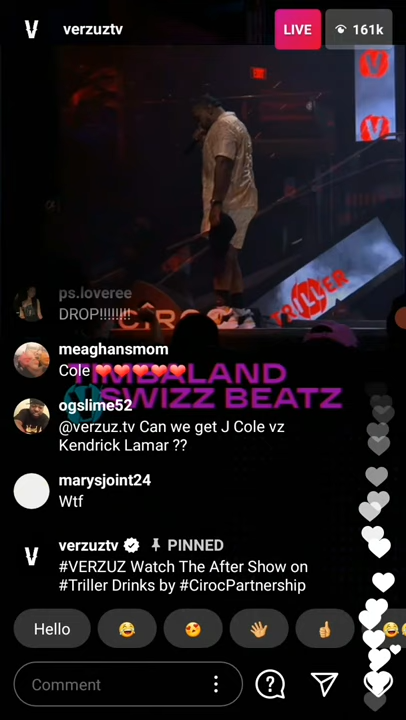 verzuztv
LIVE
161k
ps.loveree
DROP!!!!!!!!
CÎROC
TRILLER
meaghansmom
Cole ❤❤❤❤❤
TIMBALAND
SWIZZ BEATZ
ogslime52
@verzuz.tv Can we get J Cole vz
Kendrick Lamar ??
marysjoint24
Wtf
verzuztv PINNED
#VERZUZ Watch The After Show on
#Triller Drinks by #CirocPartnership
Hello 😂 😍 👋 👍 😂
Comment